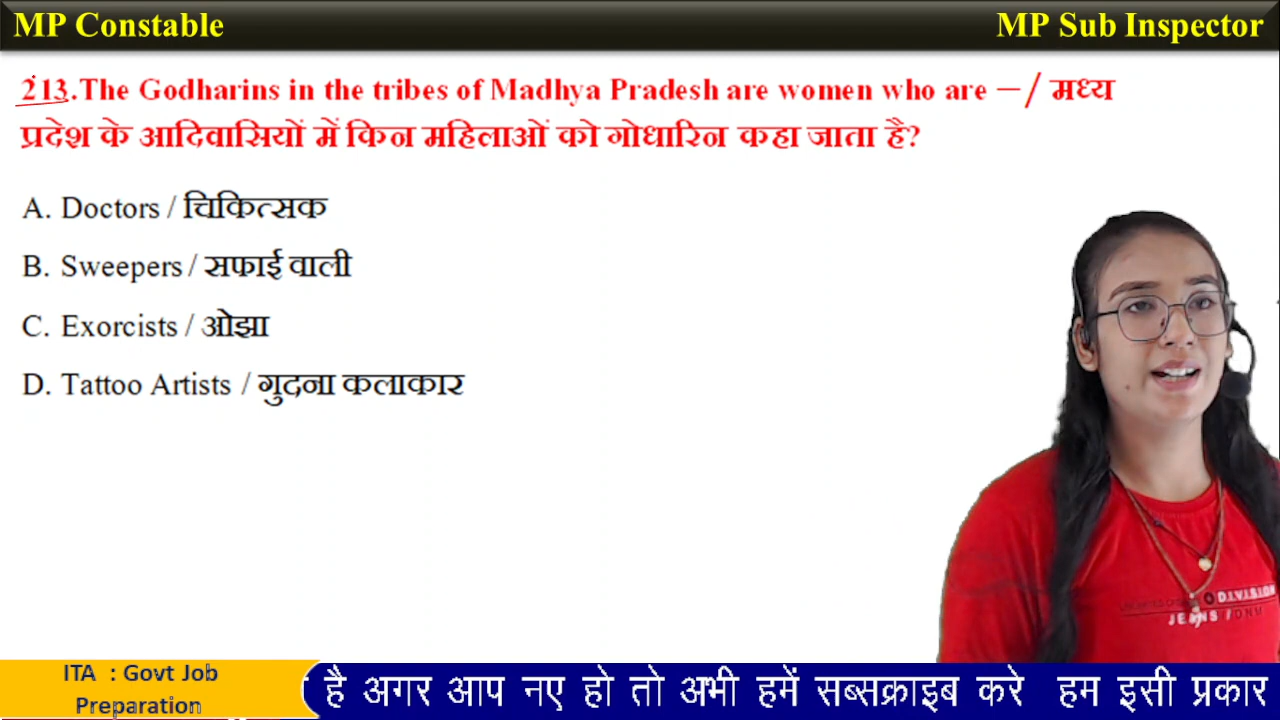 MP Constable
MP Sub Inspector
213.The Godharins in the tribes of Madhya Pradesh are women who are –/ मध्य
प्रदेश के आदिवासियों में किन महिलाओं को गोधारिन कहा जाता है?
A. Doctors / चिकित्सक
B. Sweepers / सफाई वाली
C. Exorcists / ओझा
D. Tattoo Artists / गुदना कलाकार
D.I.V.I.S.I.O.N
JEANS / DNM
ITA : Govt Job
Preparation
है अगर आप नए हो तो अभी हमें सब्सक्राइब करे हम इसी प्रकार